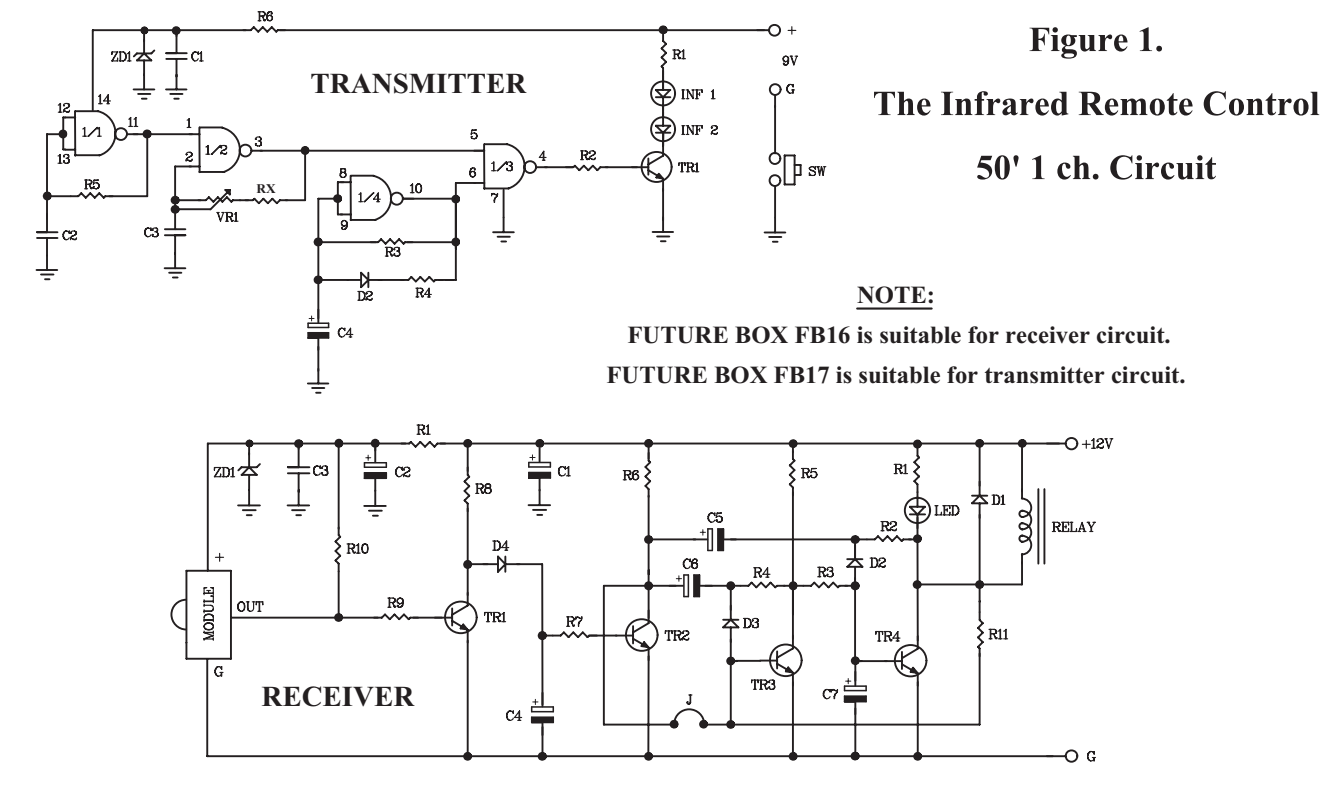 Figure 1.
The Infrared Remote Control
50' 1 ch. Circuit
TRANSMITTER
R6
+
9V
G
SW
ZD1
C1
R1
INF 1
INF 2
TR1
14
12
13
1/1
11
1
2
1/2
3
5
6
1/3
4
7
R2
R5
C2
VR1
RX
C3
8
9
1/4
10
R3
D2
R4
C4
+
NOTE:
FUTURE BOX FB16 is suitable for receiver circuit.
FUTURE BOX FB17 is suitable for transmitter circuit.
R1
+12V
ZD1
C3
+
C2
R8
+
C1
R6
R5
R1
LED
D1
RELAY
R10
+
MODULE
OUT
G
R9
TR1
D4
R7
+
C4
+
C5
+
C6
R4
R3
D2
R2
D3
TR2
TR3
TR4
+
C7
R11
J
RECEIVER
G